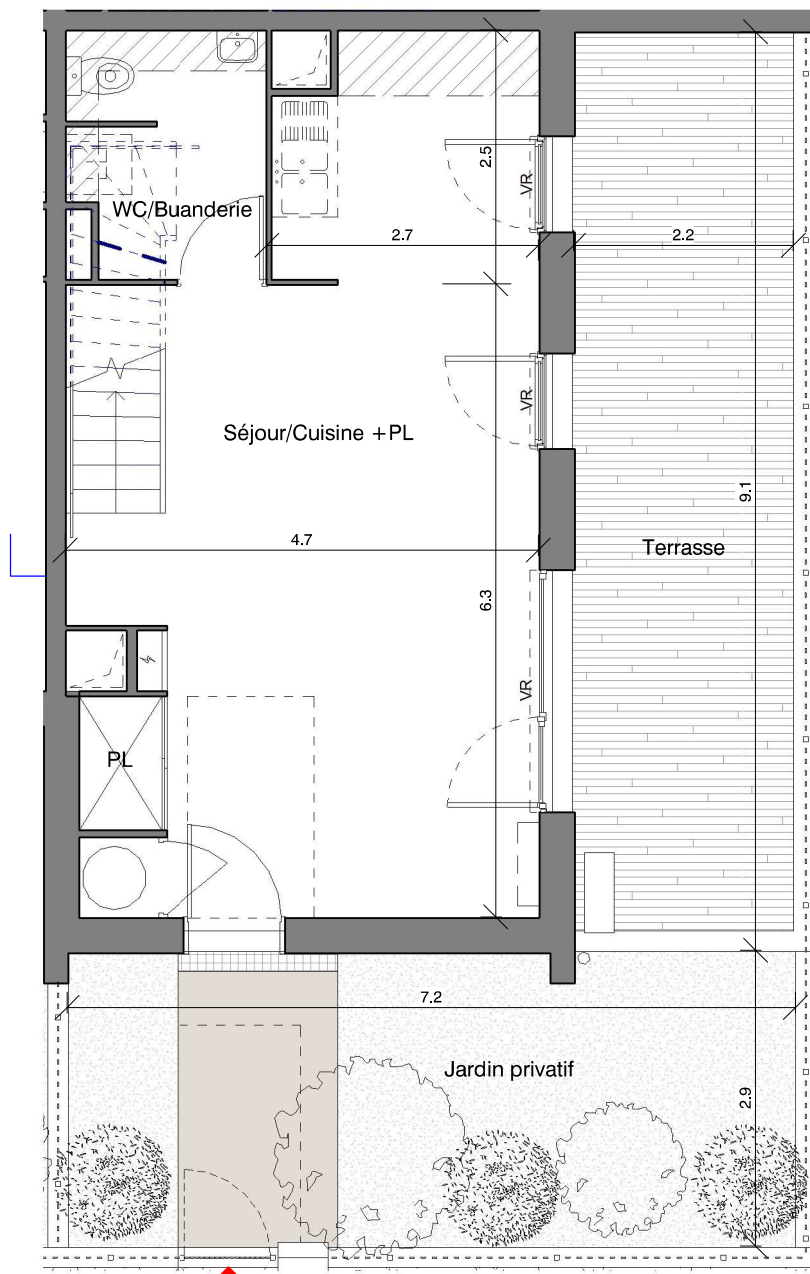 2.5
VR
WC/Buanderie
2.7
2.2
VR
Séjour/Cuisine +PL
9.1
4.7
Terrasse
6.3
VR
PL
7.2
Jardin privatif
2.9